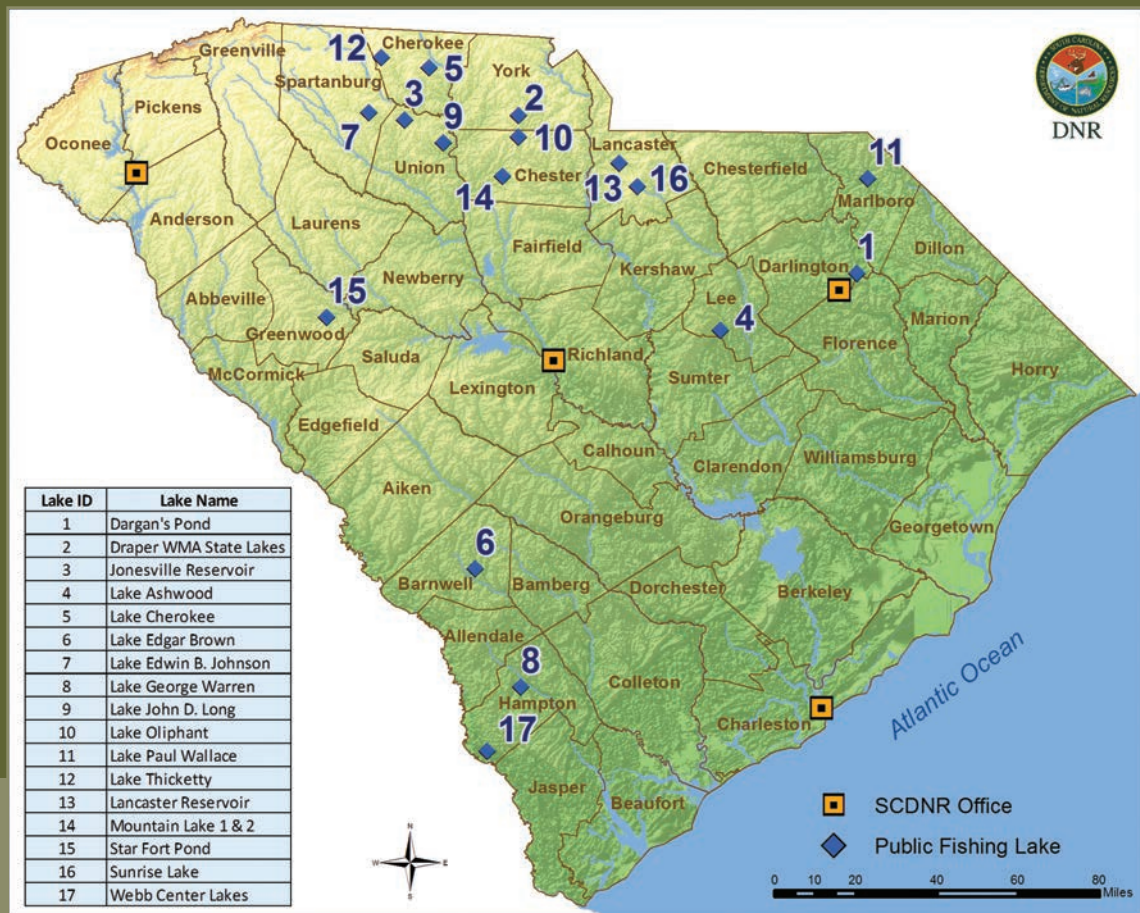 Greenville
Cherokee
12
5
York
Spartanburg
Pickens
3
2
9
7
Oconee
10
Lancaster
11
Union
Chesterfield
14
Chester
13
16
Marlboro
Anderson
Laurens
Fairfield
Dillon
1
Newberry
Kershaw
Darlington
Abbeville
15
Lee
Greenwood
4
Marion
Saluda
Richland
Florence
McCormick
Lexington
Sumter
Horry
Edgefield
Calhoun
Clarendon
Williamsburg
Aiken
Orangeburg
Georgetown
6
Barnwell
Bamberg
Dorchester
Berkeley
Allendale
8
Colleton
Hampton
Charleston
17
Jasper
Beaufort
Atlantic Ocean
DNR
Lake ID Lake Name
1 Dargan's Pond
2 Draper WMA State Lakes
3 Jonesville Reservoir
4 Lake Ashwood
5 Lake Cherokee
6 Lake Edgar Brown
7 Lake Edwin B. Johnson
8 Lake George Warren
9 Lake John D. Long
10 Lake Oliphant
11 Lake Paul Wallace
12 Lake Thicketty
13 Lancaster Reservoir
14 Mountain Lake 1 & 2
15 Star Fort Pond
16 Sunrise Lake
17 Webb Center Lakes
N
W E
S
SCDNR Office
Public Fishing Lake
0 10 20 40 60 80
Miles